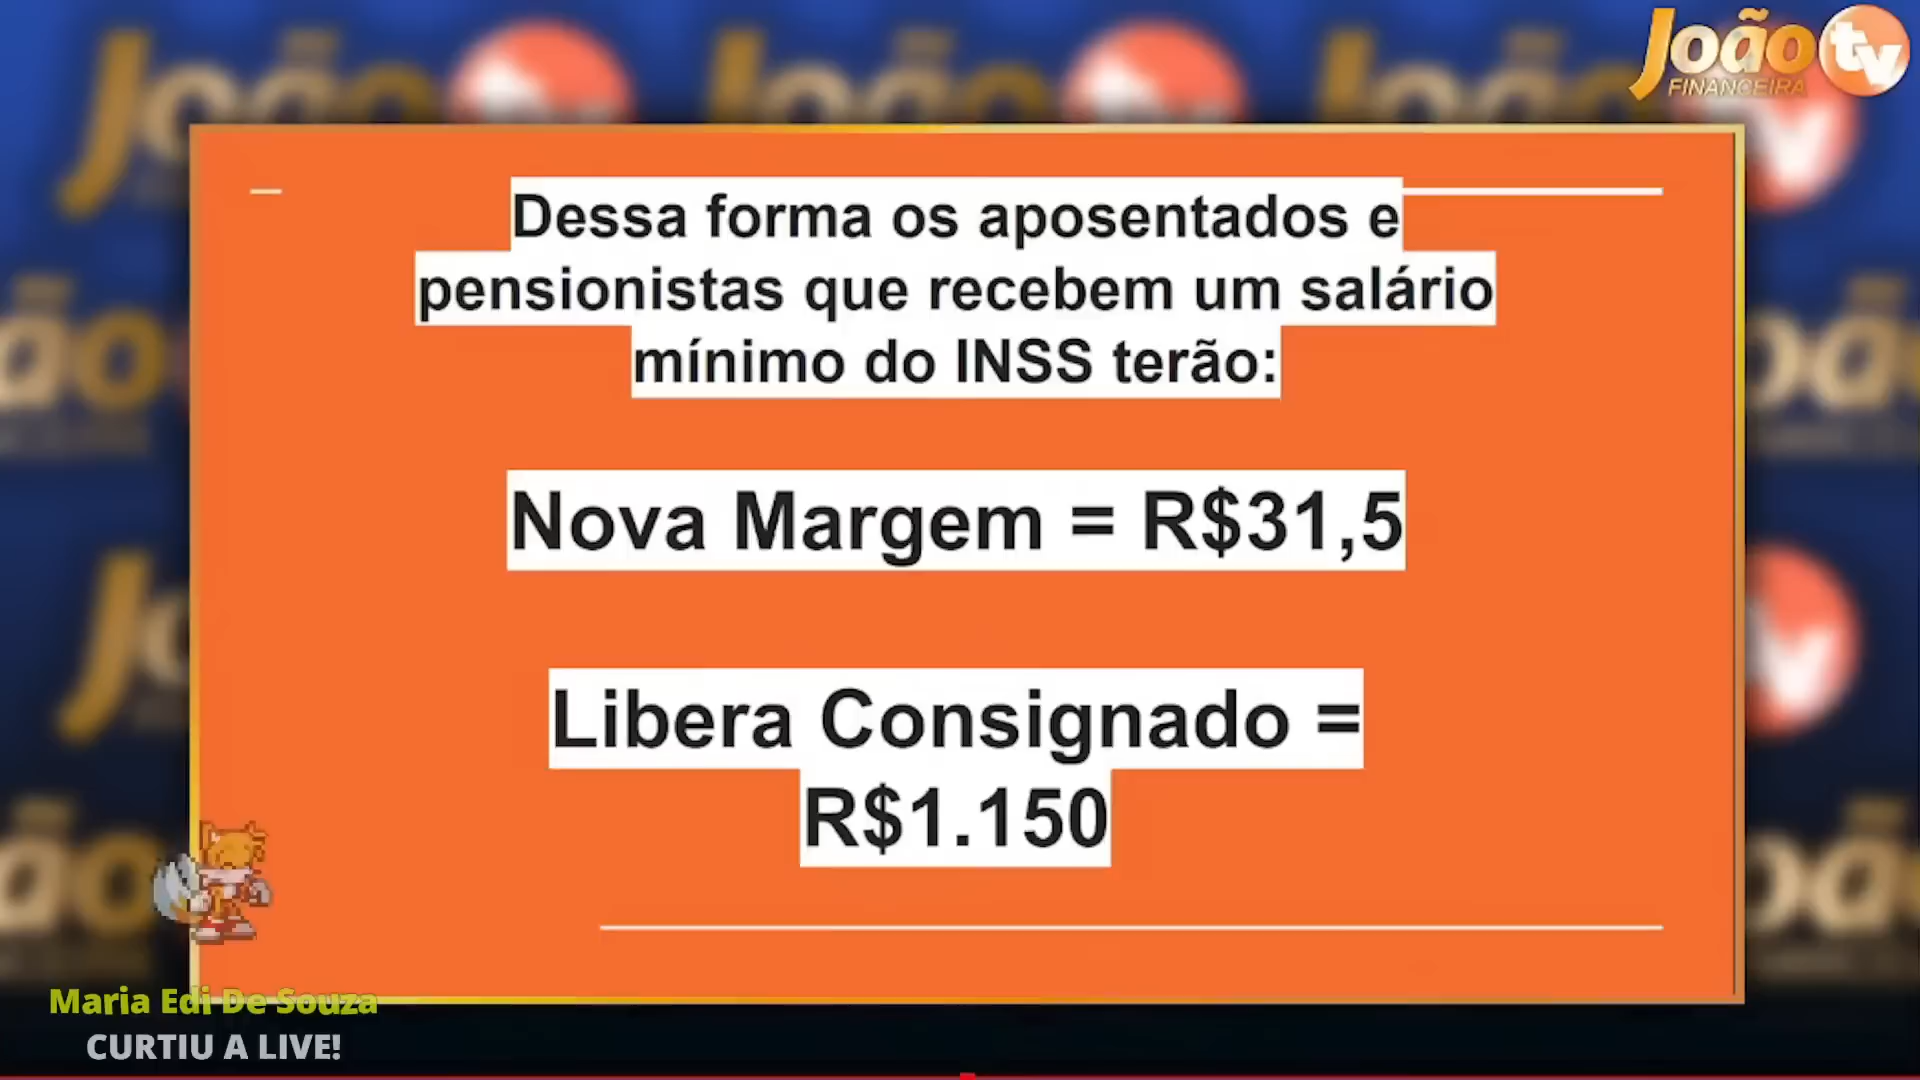 João tv
FINANCEIRA
Dessa forma os aposentados e
pensionistas que recebem um salário
mínimo do INSS terão:
Nova Margem = R$31,5
Libera Consignado =
R$1.150
Maria Edi De Souza
CURTIU A LIVE!